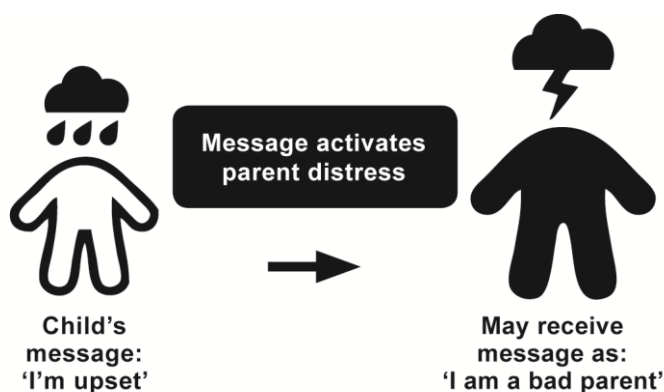 Message activates
parent distress
Child’s
message:
‘I’m upset’
May receive
message as:
‘I am a bad parent’